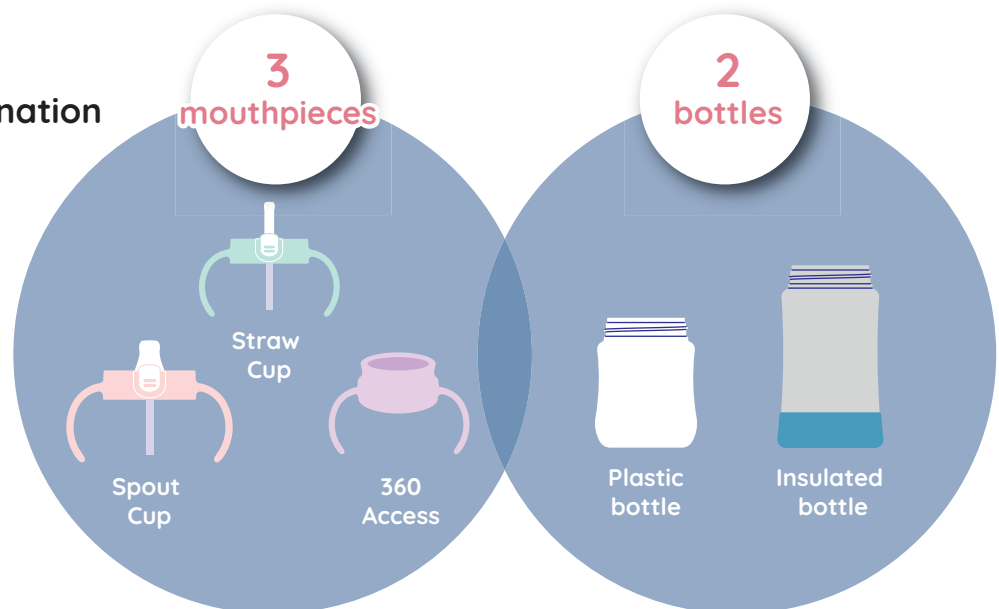 nation
3
mouthpieces
2
bottles
Straw
Cup
Spout
Cup
360
Access
Plastic
bottle
Insulated
bottle